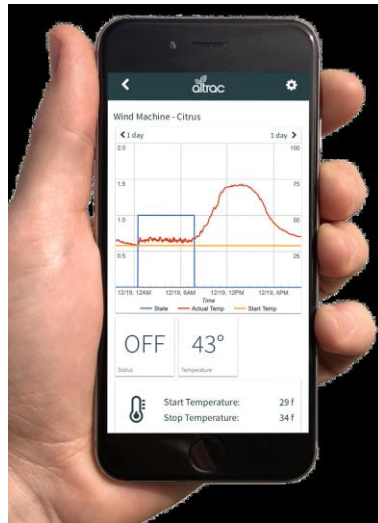 altrac
Wind Machine - Citrus
1 day 1 day
2.0 100
1.5 75
1.0 50
0.5 25
12/19, 12AM 12/19, 6AM 12/19, 12PM 12/19, 6PM
Time
State Actual Temp Start Temp
OFF 43°
Status Temperature
Start Temperature: 29 f
Stop Temperature: 34 f